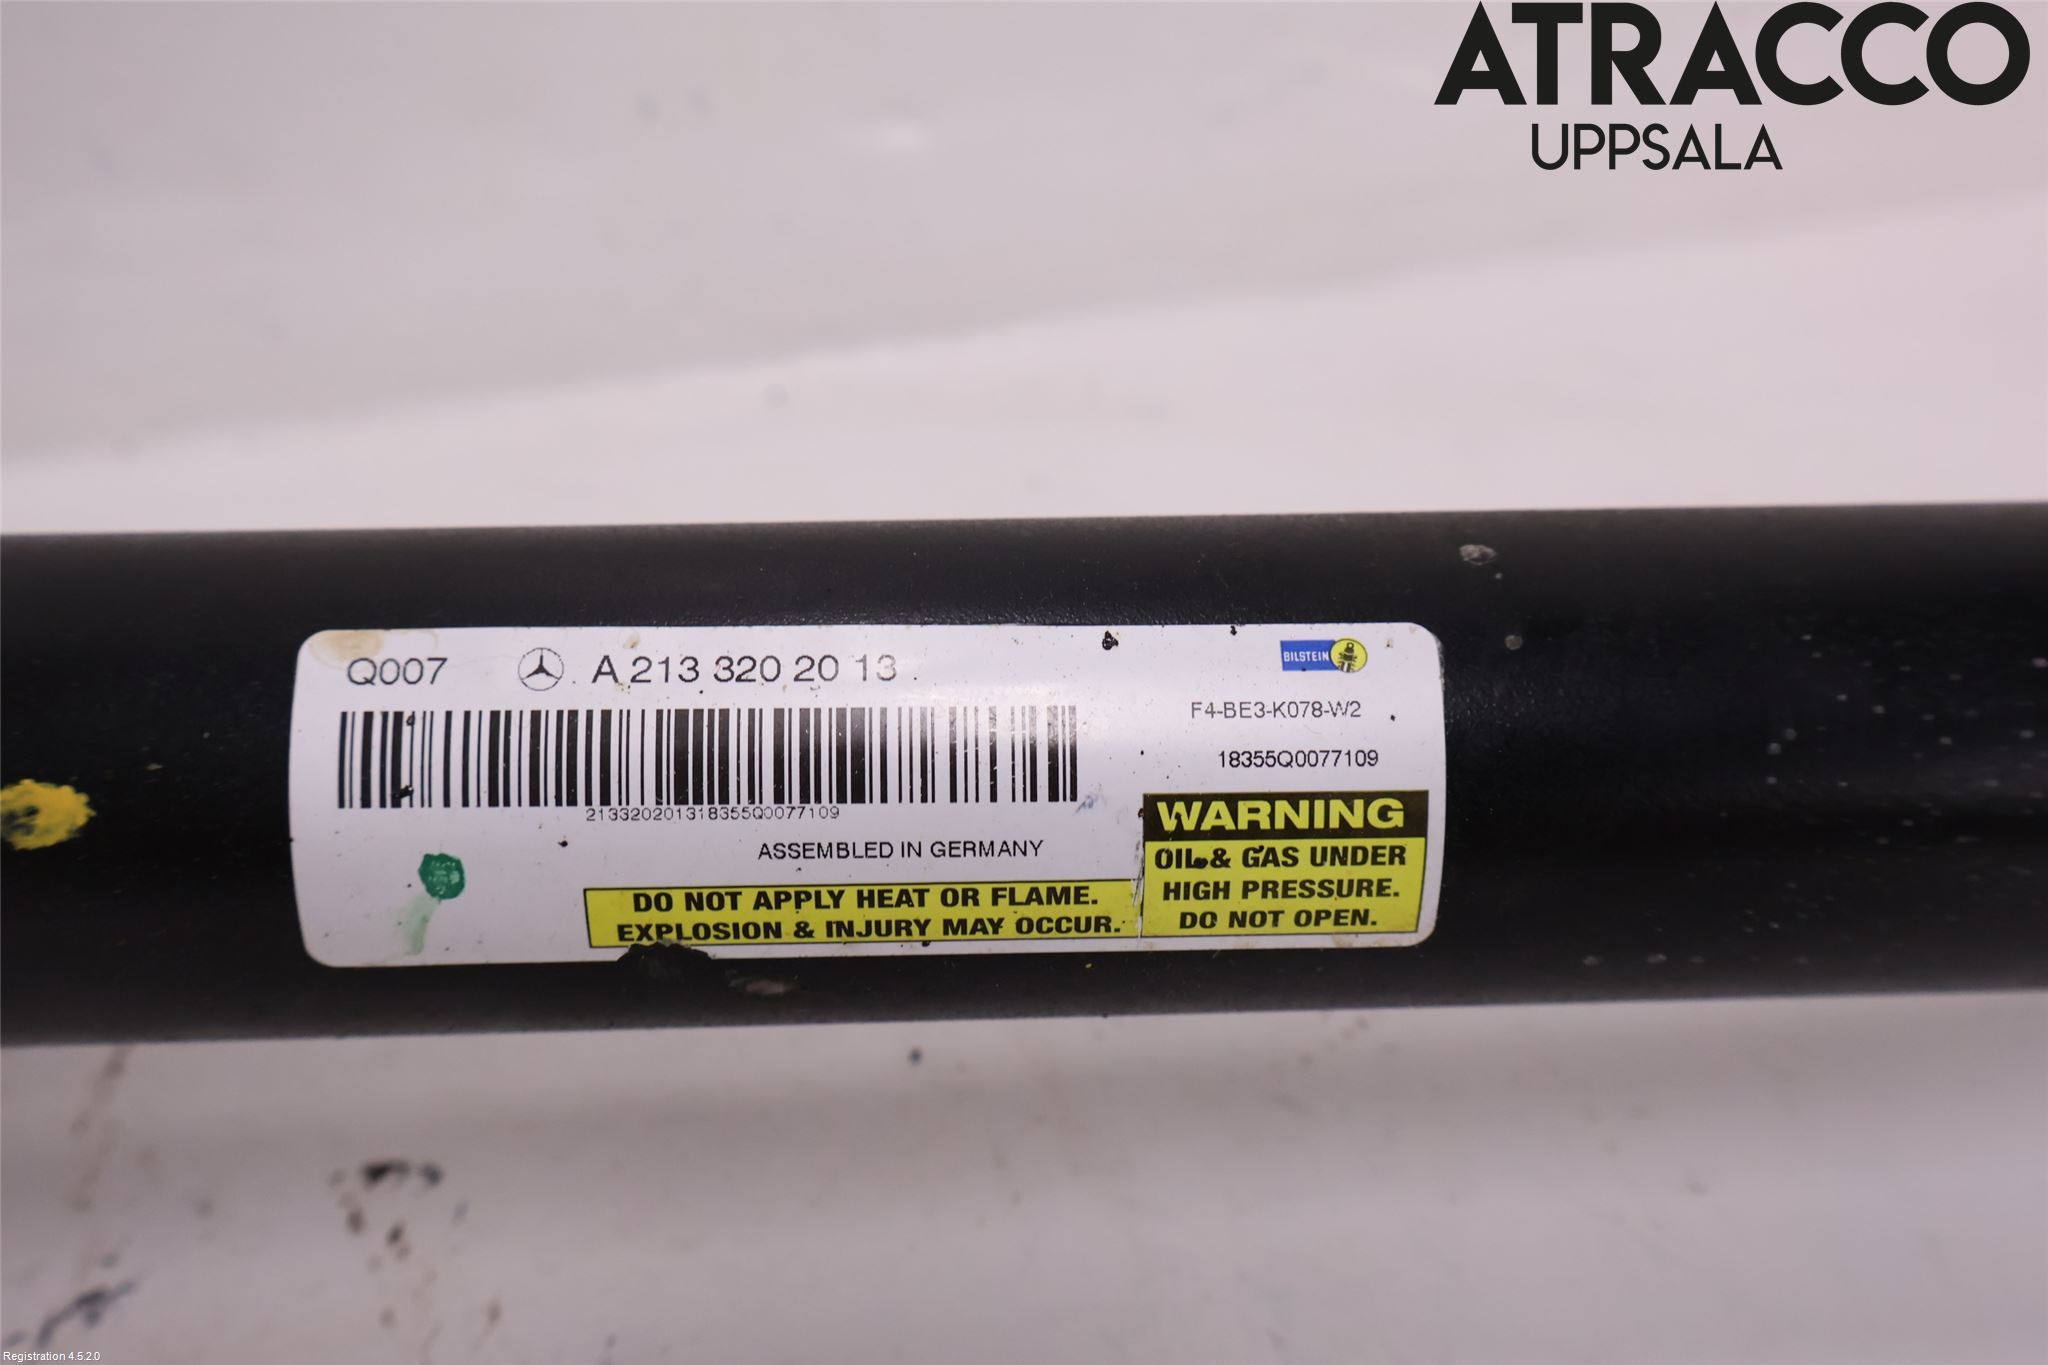 ATRACCO
UPPSALA
Q007 A 213 320 20 13
BILSTEIN
F4-BE3-K078-W2
18355Q0077109
213320201318355Q0077109
ASSEMBLED IN GERMANY
WARNING
OIL & GAS UNDER
HIGH PRESSURE.
DO NOT OPEN.
DO NOT APPLY HEAT OR FLAME.
EXPLOSION & INJURY MAY OCCUR.
Registration 4.5.2.0